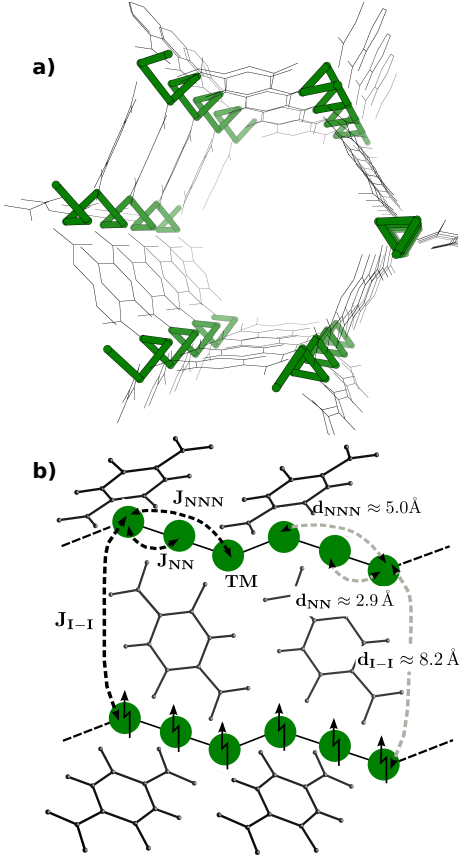 a)
b)
J_NNN
d_NNN ≈ 5.0Å
J_NN
TM
d_NN ≈ 2.9 Å
J_I-I
d_I-I ≈ 8.2 Å